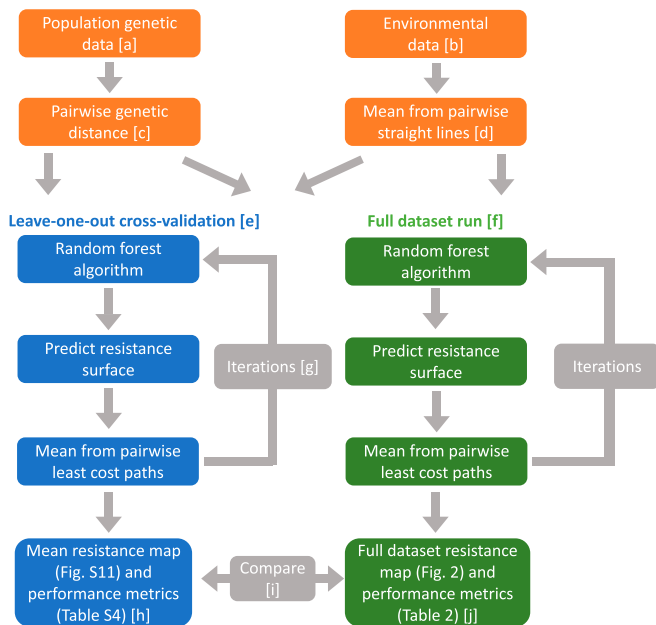 Population genetic
data [a]
Environmental
data [b]
Pairwise genetic
distance [c]
Mean from pairwise
straight lines [d]
Leave-one-out cross-validation [e]
Full dataset run [f]
Random forest
algorithm
Predict resistance
surface
Iterations [g]
Mean from pairwise
least cost paths
Mean resistance map
(Fig. S11) and
performance metrics
(Table S4) [h]
Random forest
algorithm
Predict resistance
surface
Iterations
Mean from pairwise
least cost paths
Full dataset resistance
map (Fig. 2) and
performance metrics
(Table 2) [j]
Compare
[i]